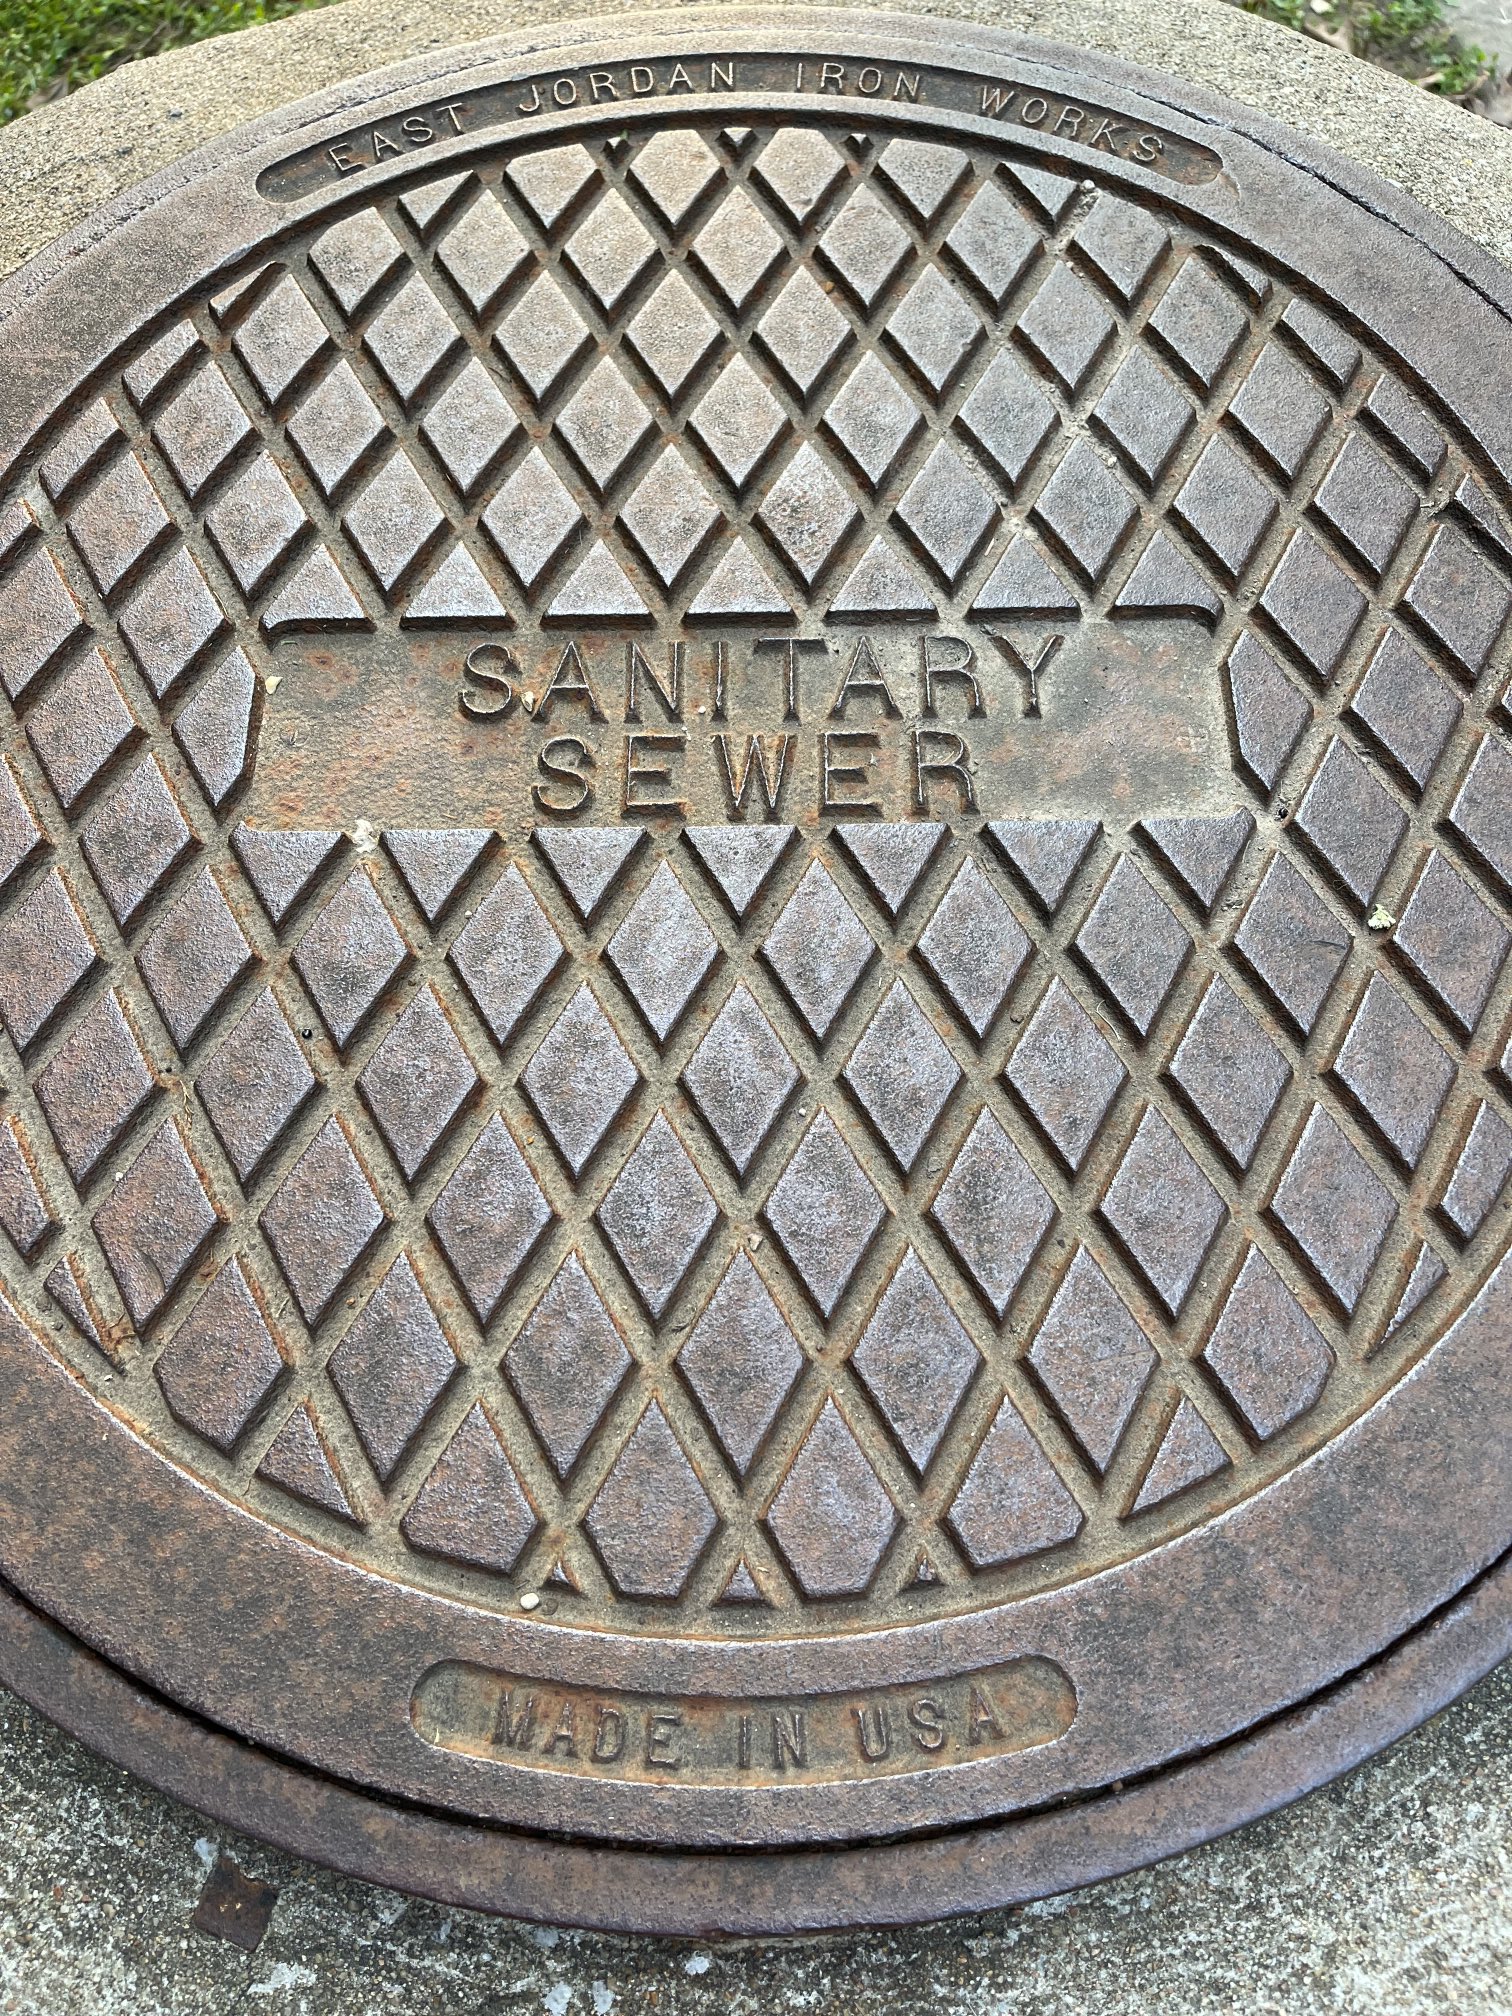 EAST JORDAN IRON WORKS
SANITARY
SEWER
MADE IN USA